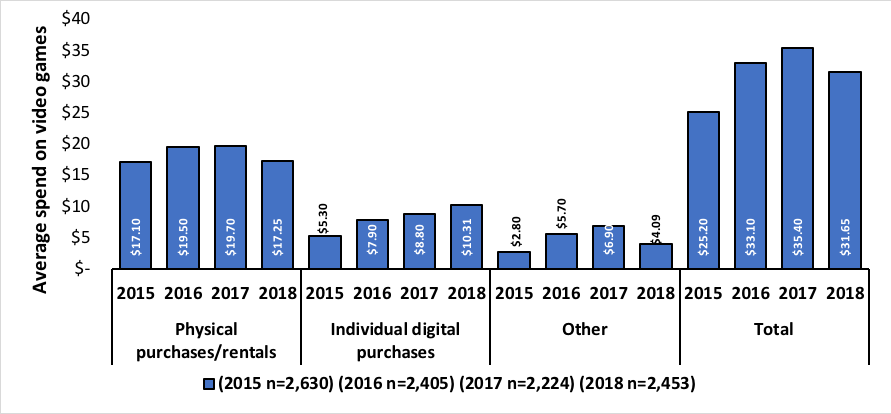 Average spend on video games
$40
$35
$30
$25
$20
$15
$10
$5
$-
$17.10
$19.50
$19.70
$17.25
$5.30
$7.90
$8.80
$10.31
$2.80
$5.70
$6.90
$4.09
$25.20
$33.10
$35.40
$31.65
2015 2016 2017 2018 2015 2016 2017 2018 2015 2016 2017 2018 2015 2016 2017 2018
Physical
purchases/rentals
Individual digital
purchases
Other
Total
(2015 n=2,630) (2016 n=2,405) (2017 n=2,224) (2018 n=2,453)